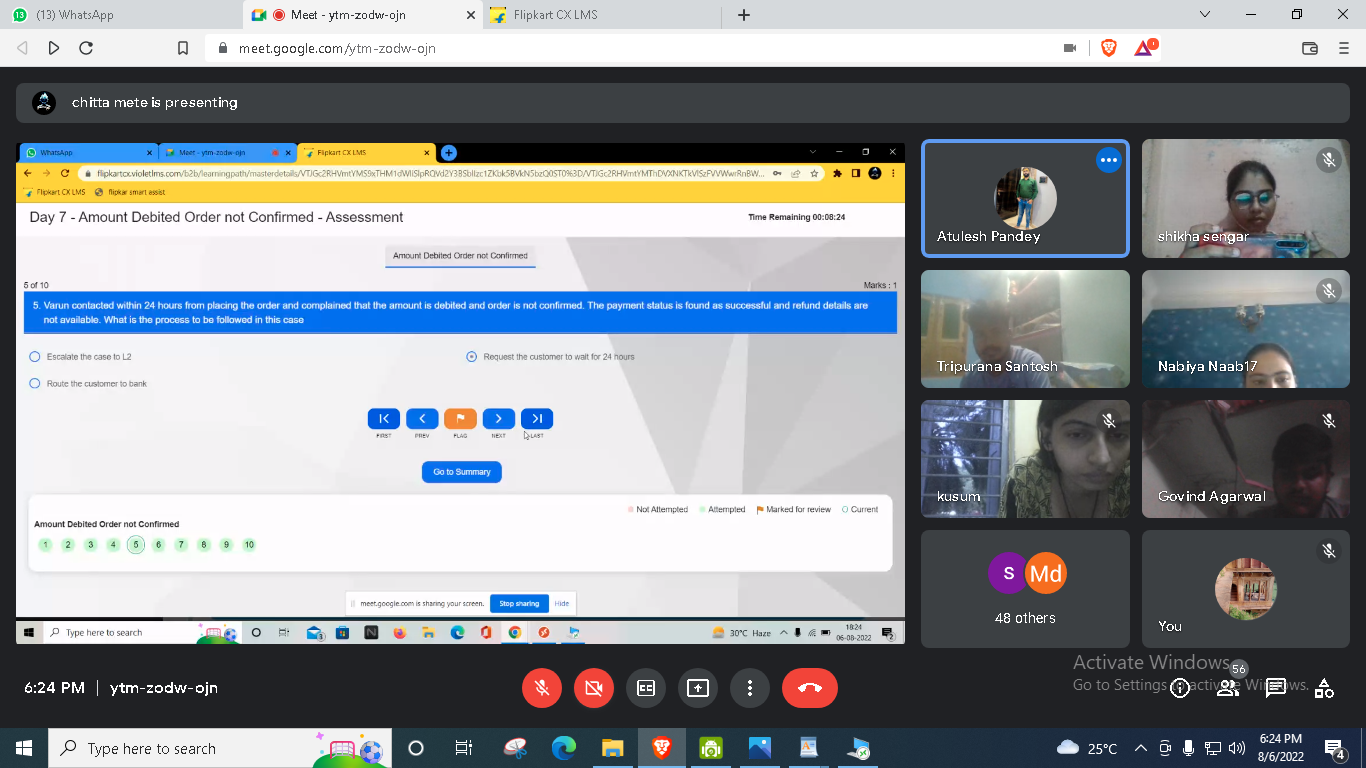 (13) WhatsApp
Meet - ytm-zodw-ojn
Flipkart CX LMS
meet.google.com/ytm-zodw-ojn
chitta mete is presenting
WhatsApp
Meet - ytm-zodw-ojn
Flipkart CX LMS
Flipkart CX LMS
flipkar smart assist
Day 7 - Amount Debited Order not Confirmed - Assessment
Time Remaining 00:08:24
Amount Debited Order not Confirmed
5 of 10
Marks : 1
5. Varun contacted within 24 hours from placing the order and complained that the amount is debited and order is not confirmed. The payment status is found as successful and refund details are
not available. What is the process to be followed in this case
Escalate the case to L2
Request the customer to wait for 24 hours
Route the customer to bank
FIRST
PREV
FLAG
NEXT
LAST
Go to Summary
Not Attempted
Attempted
Marked for review
Current
Amount Debited Order not Confirmed
1 2 3 4 5 6 7 8 9 10
meet.google.com is sharing your screen.
Stop sharing
Hide
Type here to search
30°C Haze
18:24
06-08-2022
Atulesh Pandey
shikha sengar
Tripurana Santosh
Nabiya Naab17
kusum
Govind Agarwal
S
Md
48 others
You
Activate Windows
Go to Settings to activate Windows.
56
6:24 PM | ytm-zodw-ojn
Type here to search
25°C
6:24 PM
8/6/2022
4